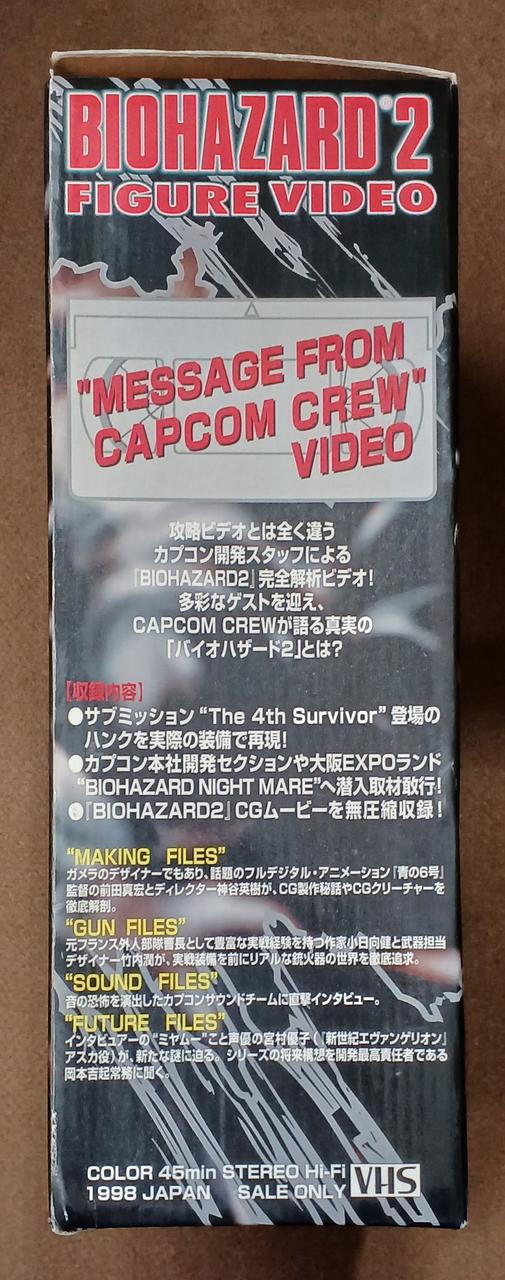 BIOHAZARD®2
FIGURE VIDEO
"MESSAGE FROM
CAPCOM CREW"
VIDEO
攻略ビデオとは全く違う
カプコン開発スタッフによる
『BIOHAZARD2』完全解析ビデオ!
多彩なゲストを迎え、
CAPCOM CREWが語る真実の
「バイオハザード2」とは?
【収録内容】
●サブミッション“The 4th Survivor”登場の
ハンクを実際の装備で再現!
●カプコン本社開発セクションや大阪EXPOランド
“BIOHAZARD NIGHT MARE”へ潜入取材敢行!
●『BIOHAZARD2』CGムービーを無圧縮収録!
“MAKING FILES”
ガメラのデザイナーでもあり、話題のフルデジタル・アニメーション『青の6号』
監督の前田真宏とディレクター神谷英樹が、CG製作秘話やCGクリーチャーを
徹底解剖。
“GUN FILES”
元フランス外人部隊曹長として豊富な実戦経験を持つ作家小日向健と武器担当
デザイナー竹内潤が、実戦装備を前にリアルな銃火器の世界を徹底追求。
“SOUND FILES”
音の恐怖を演出したカプコンサウンドチームに直撃インタビュー。
“FUTURE FILES”
インタビュアーの“ミヤムー”こと声優の宮村優子(『新世紀エヴァンゲリオン』
アスカ役)が、新たな謎に迫る。シリーズの将来構想を開発最高責任者である
岡本吉起常務に聞く。
COLOR 45min STEREO Hi-Fi
1998 JAPAN SALE ONLY VHS